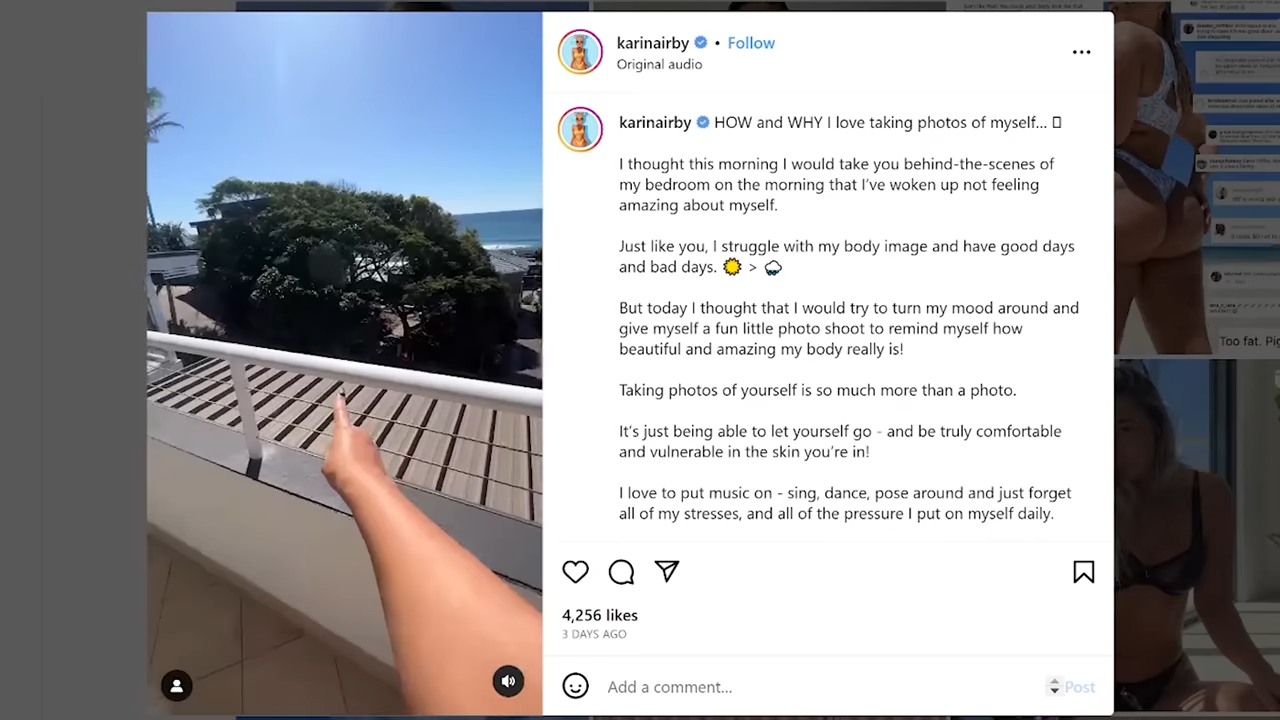 karinairby • Follow
Original audio
karinairby HOW and WHY I love taking photos of myself...
I thought this morning I would take you behind-the-scenes of
my bedroom on the morning that I've woken up not feeling
amazing about myself.
Just like you, I struggle with my body image and have good days
and bad days. 🌞 > 🌧
But today I thought that I would try to turn my mood around and
give myself a fun little photo shoot to remind myself how
beautiful and amazing my body really is!
Taking photos of yourself is so much more than a photo.
It's just being able to let yourself go - and be truly comfortable
and vulnerable in the skin you're in!
I love to put music on - sing, dance, pose around and just forget
all of my stresses, and all of the pressure I put on myself daily.
4,256 likes
3 DAYS AGO
Add a comment...
Post
Too fat.